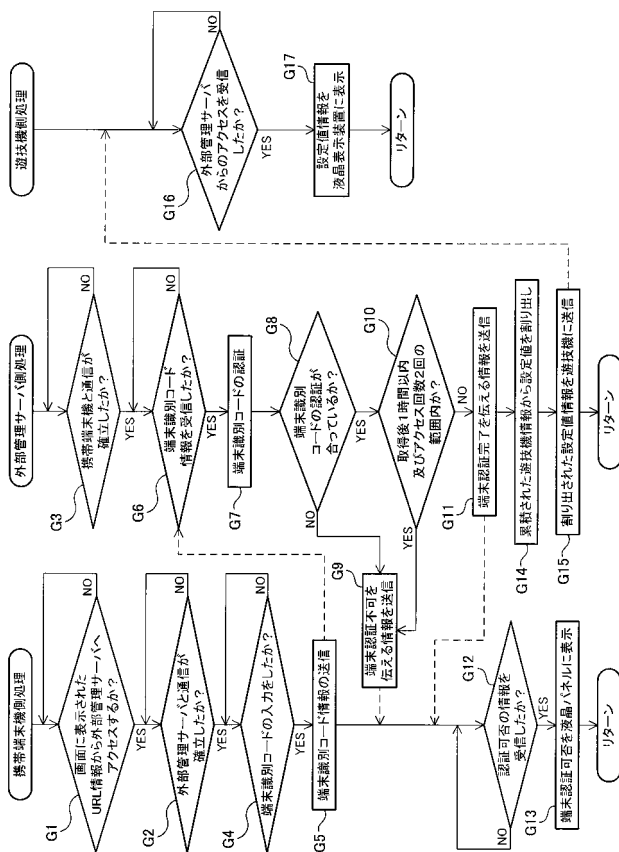 携帯端末機側処理
G1
画面に表示された
URL情報から外部管理サーバへ
アクセスするか？
NO
YES
G2
外部管理サーバと通信が
確立したか？
NO
YES
G4
端末識別コードの入力をしたか？
NO
YES
G5
端末識別コード情報の送信
G12
認証可否の情報を
受信したか？
NO
YES
G13
端末認証可否を液晶パネルに表示
リターン
外部管理サーバ側処理
G3
携帯端末機と通信が
確立したか？
NO
YES
G6
端末識別コード
情報を受信したか？
NO
YES
G7
端末識別コードの認証
G8
端末識別
コードの認証が
合っているか？
NO
YES
G9
端末認証不可を
伝える情報を送信
G10
取得後1時間以内
及びアクセス回数2回の
範囲内か？
YES
NO
G11
端末認証完了を伝える情報を送信
G14
累積された遊技機情報から設定値を割り出し
G15
割り出された設定値情報を遊技機に送信
リターン
遊技機側処理
G16
外部管理サーバ
からのアクセスを受信
したか？
NO
YES
G17
設定値情報を
液晶表示装置に表示
リターン